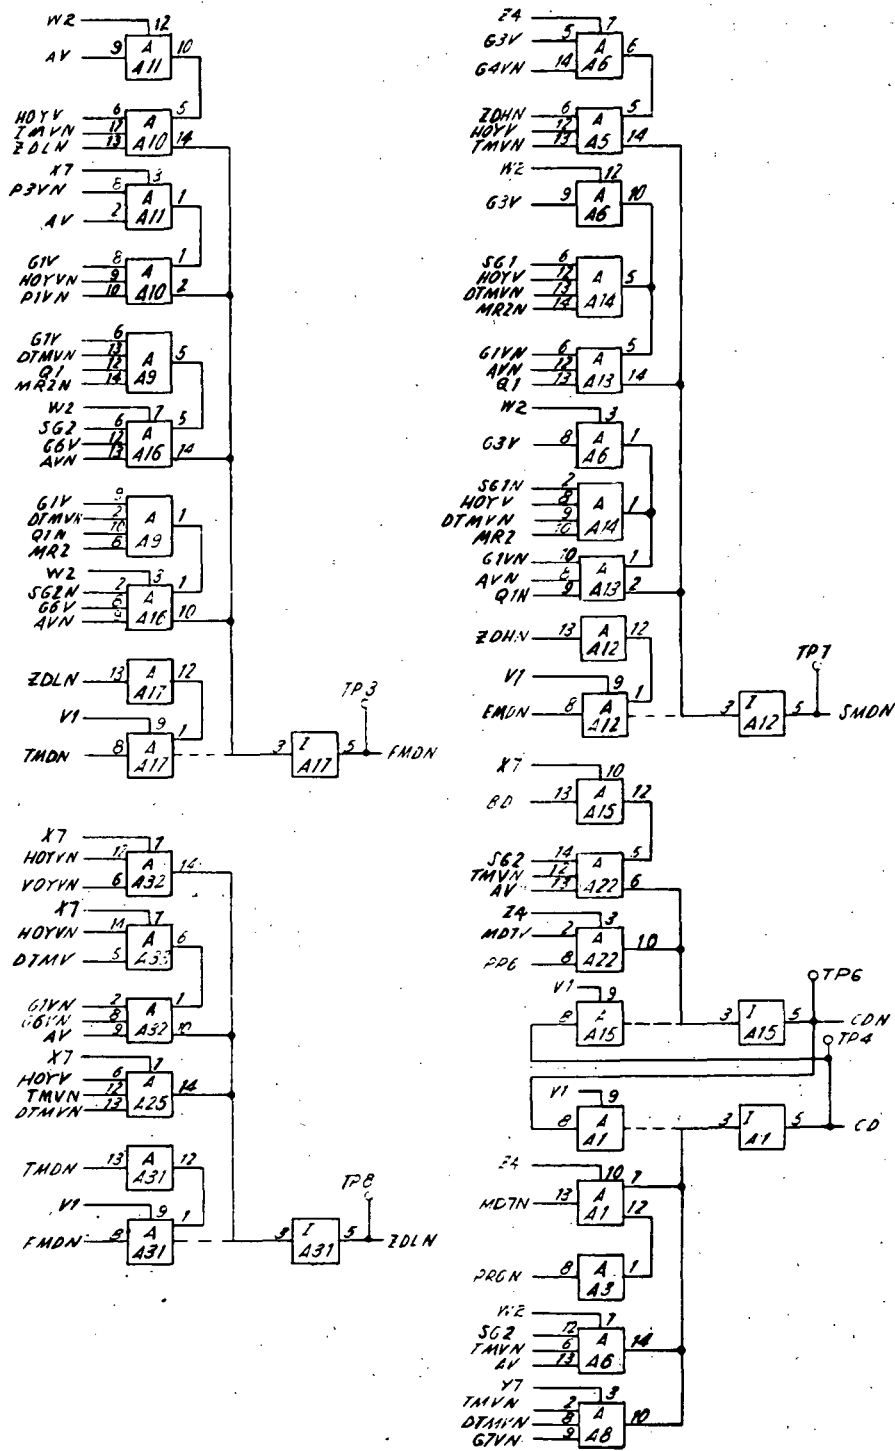 W2 12
AV 9 A 10
A11
HOYV 6 5
TMVN 12 A
ZDLN 13 A10 14
X7 3
P3VN 8 A 1
AV 2 A11
G1V 8 1
HOYVN 9 A
P1VN 10 A10 2
G1V 6
DTMVN 13 A 5
Q1 12
MR2N 14 A9
W2 7
SG2 6 A 5
G6V 12
AVN 13 A16 14
G1V 9
DTMVN 2 A 1
Q1N 10
MR2 6 A9
W2 3
SG2N 2 A 1
G6V
AVN A16 10
ZDLN 13 A 12
A17
V1 9
TMDN 8 A 1
A17
3 I 5 FMDN
A17
TP3
X7 7
HOYVN 12 A 14
VOYVN 6 A32
X7 7
HOYVN 14 A 6
DTMV 5 A33
G1VN 2 A 1
G6VN 8
AV 9 A32 10
X7 7
HOYV 6 A 14
TMVN 12
DTMVN 13 A25
TMDN 13 A 12
A31
V1 9
FMDN 8 A 1
A31
3 I 5 ZDLN
A31
TP8
Z4 7
G3V 5 A 6
G4VN 14 A6
ZDHN 6 5
HOYV 12 A
TMVN 13 A5 14
W2 12
G3V 9 A 10
A6
SG1 6
HOYV 12 A 5
DTMVN 13
MR2N 14 A14
G1VN 6 5
AVN 12 A
Q1 13 A13 14
W2 3
G3V 8 A 1
A6
SG1N 2
HOYV 8 A 1
DTMVN 9
MR2 10 A14
G1VN 10 1
AVN 8 A
Q1N 9 A13 2
ZDHN 13 A 12
A12
V1 9
FMDN 8 A 1
A12
3 I 5 SMDN
A12
TP7
X7 10
BD 13 A 12
A15
SG2 14 5
TMVN 12 A
AV 13 A22 6
Z4 3
MD7V 2 A 10
PP6 8 A22
V1 9
8 A
A15
3 I 5 CDN
A15
TP6
TP4
V1 9
8 A
A1
3 I 5 CD
A1
Z4 10 7
MD7N 13 A 12
A1
PRGN 8 A 1
A3
W2 7
SG2 12 A 14
TMVN 6
AV 13 A6
Y7 3
TMVN 2 A 10
DTMVN 8
G7VN 9 A8